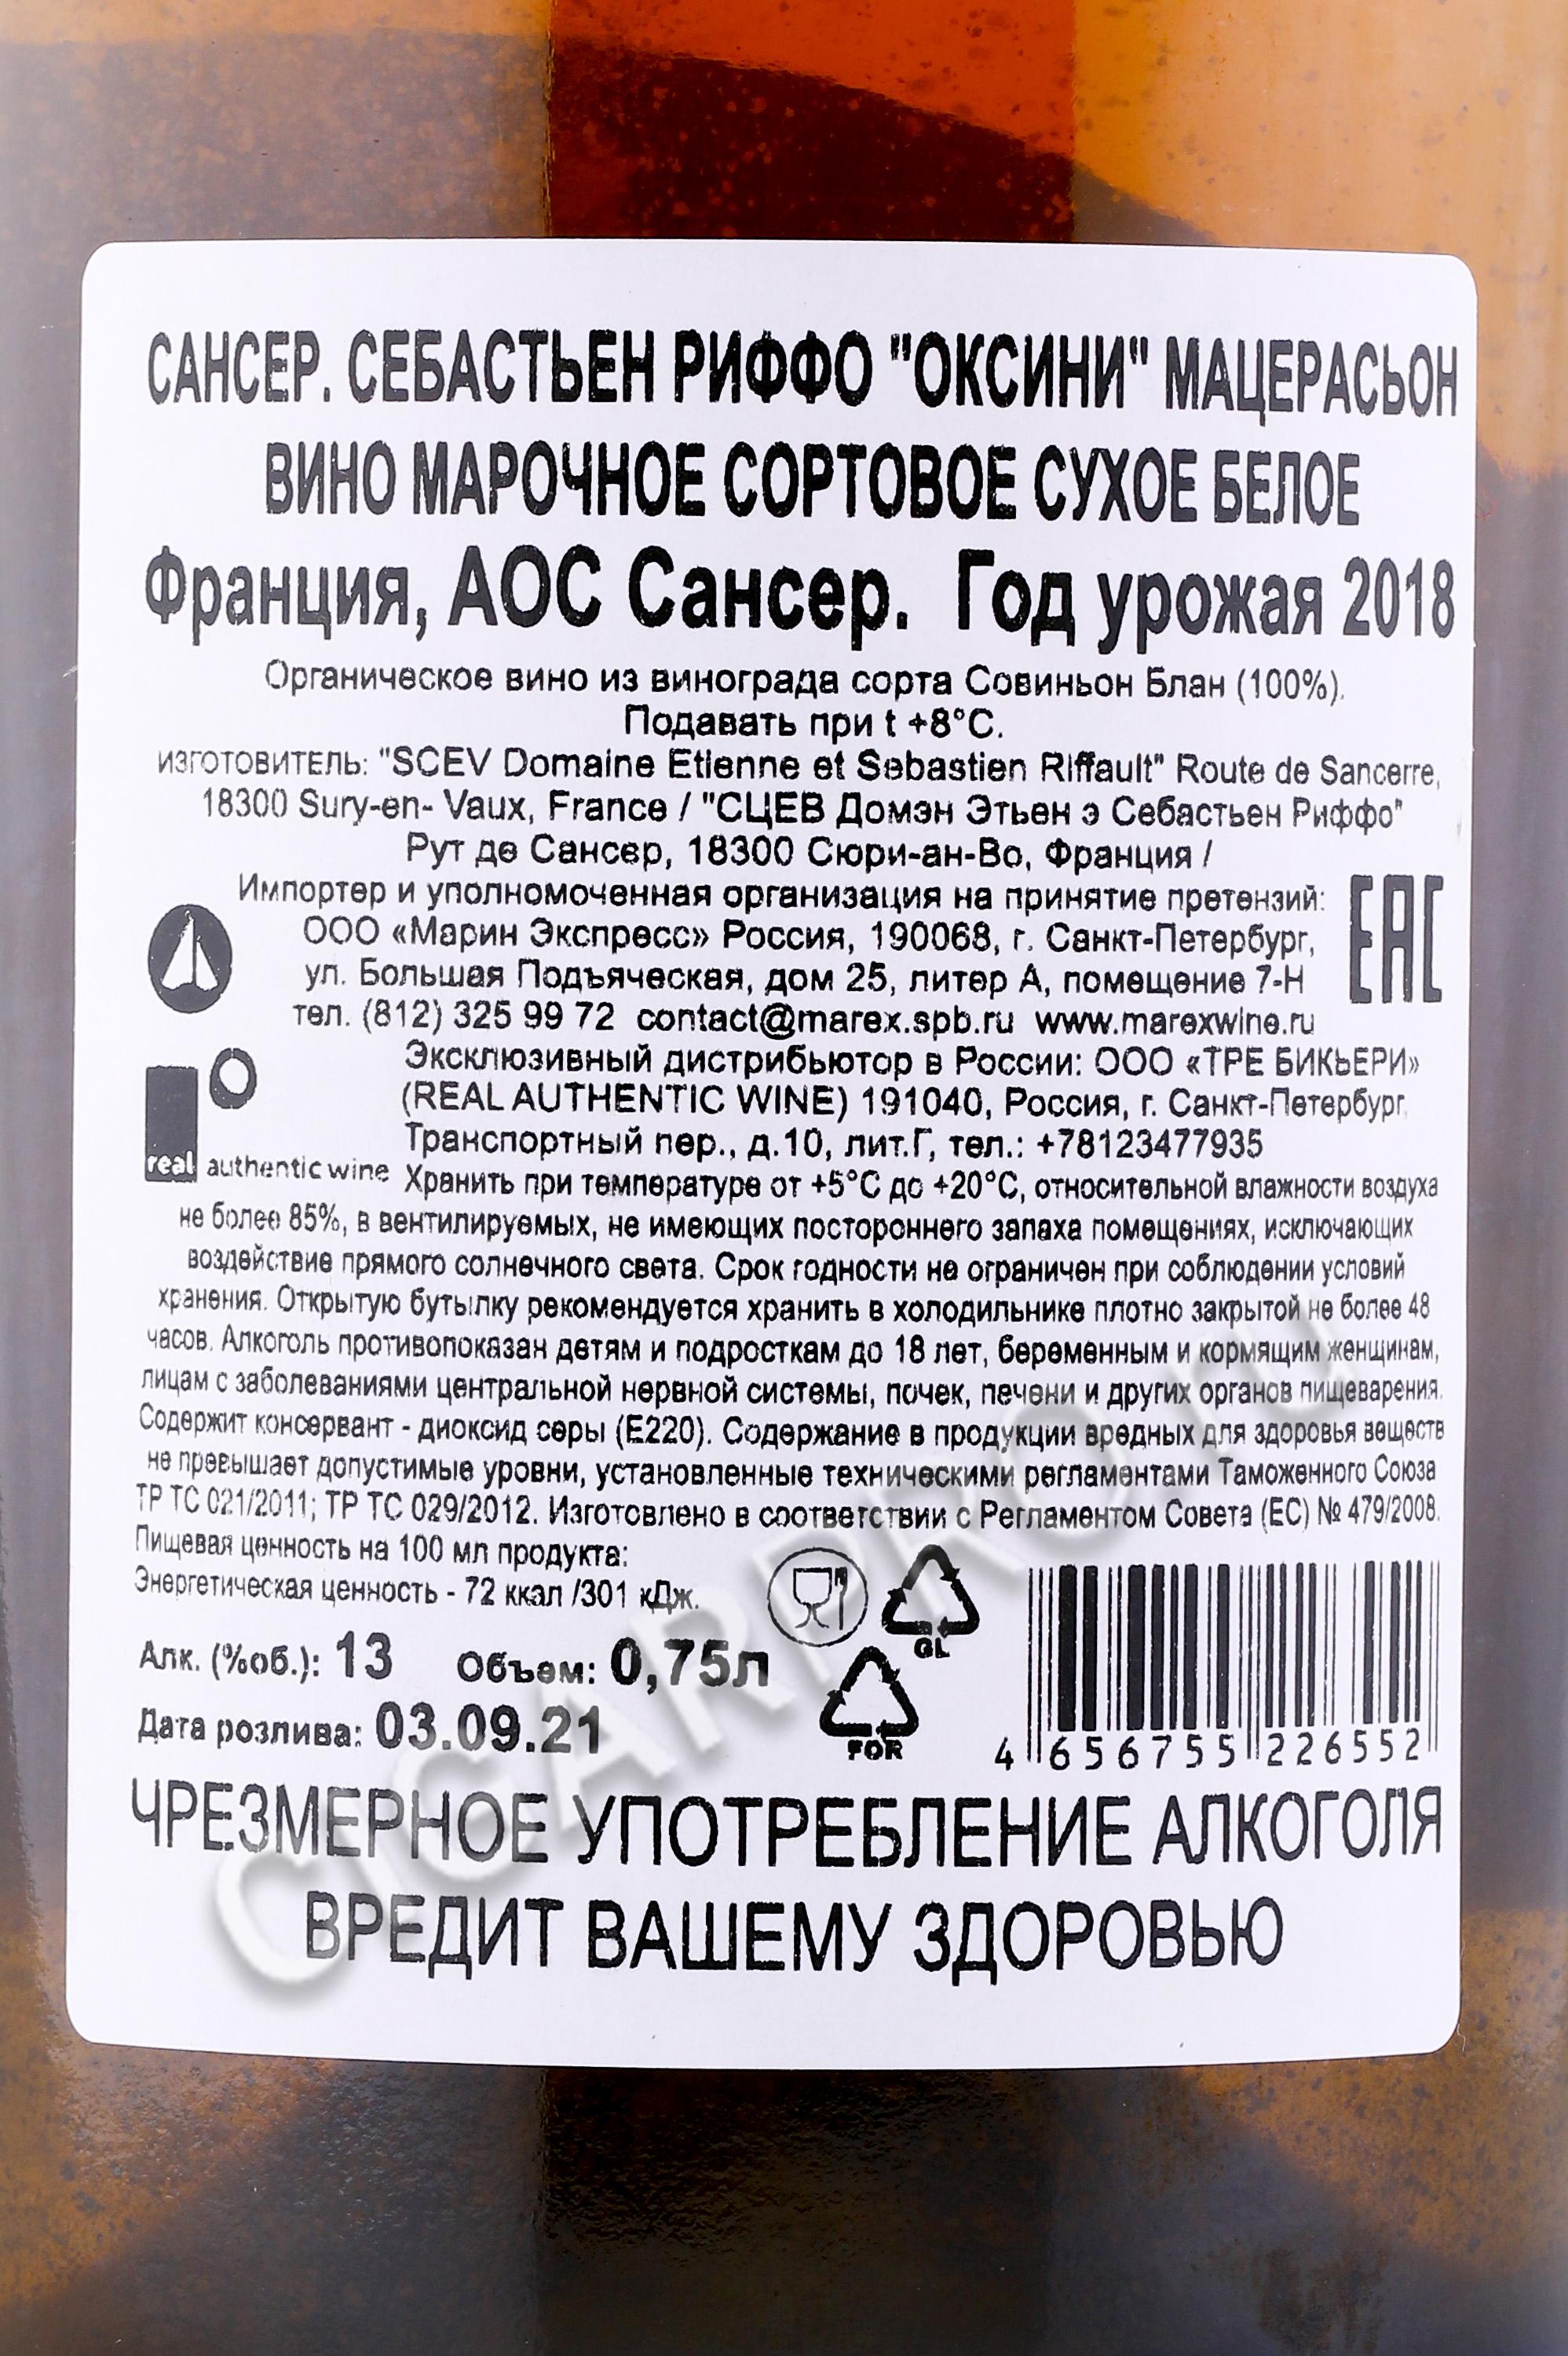 САНСЕР. СЕБАСТЬЕН РИФФО "ОКСИНИ" МАЦЕРАСЬОН
ВИНО МАРОЧНОЕ СОРТОВОЕ СУХОЕ БЕЛОЕ
Франция, АОС Сансер. Год урожая 2018
Органическое вино из винограда сорта Совиньон Блан (100%).
Подавать при t +8°C.
ИЗГОТОВИТЕЛЬ: "SCEV Domaine Etienne et Sebastien Riffault" Route de Sancerre,
18300 Sury-en- Vaux, France / "СЦЕВ Домэн Этьен э Себастьен Риффо"
Рут де Сансер, 18300 Сюри-ан-Во, Франция /
Импортер и уполномоченная организация на принятие претензий:
ООО «Марин Экспресс» Россия, 190068, г. Санкт-Петербург,
ул. Большая Подъяческая, дом 25, литер А, помещение 7-Н
тел. (812) 325 99 72 contact@marex.spb.ru www.marexwine.ru
EAC
Эксклюзивный дистрибьютор в России: ООО «ТРЕ БИКЬЕРИ»
(REAL AUTHENTIC WINE) 191040, Россия, г. Санкт-Петербург,
Транспортный пер., д.10, лит.Г, тел.: +78123477935
real authentic wine
Хранить при температуре от +5°C до +20°C, относительной влажности воздуха
не более 85%, в вентилируемых, не имеющих постороннего запаха помещениях, исключающих
воздействие прямого солнечного света. Срок годности не ограничен при соблюдении условий
хранения. Открытую бутылку рекомендуется хранить в холодильнике плотно закрытой не более 48
часов. Алкоголь противопоказан детям и подросткам до 18 лет, беременным и кормящим женщинам,
лицам с заболеваниями центральной нервной системы, почек, печени и других органов пищеварения.
Содержит консервант - диоксид серы (Е220). Содержание в продукции вредных для здоровья веществ
не превышает допустимые уровни, установленные техническими регламентами Таможенного Союза
ТР ТС 021/2011; ТР ТС 029/2012. Изготовлено в соответствии с Регламентом Совета (ЕС) № 479/2008.
Пищевая ценность на 100 мл продукта:
Энергетическая ценность - 72 ккал /301 кДж.
GL
Алк. (%об.): 13 Объем: 0,75л
FOR
Дата розлива: 03.09.21
4 656755 226552
ЧРЕЗМЕРНОЕ УПОТРЕБЛЕНИЕ АЛКОГОЛЯ
ВРЕДИТ ВАШЕМУ ЗДОРОВЬЮ
CIGARPRO.ru